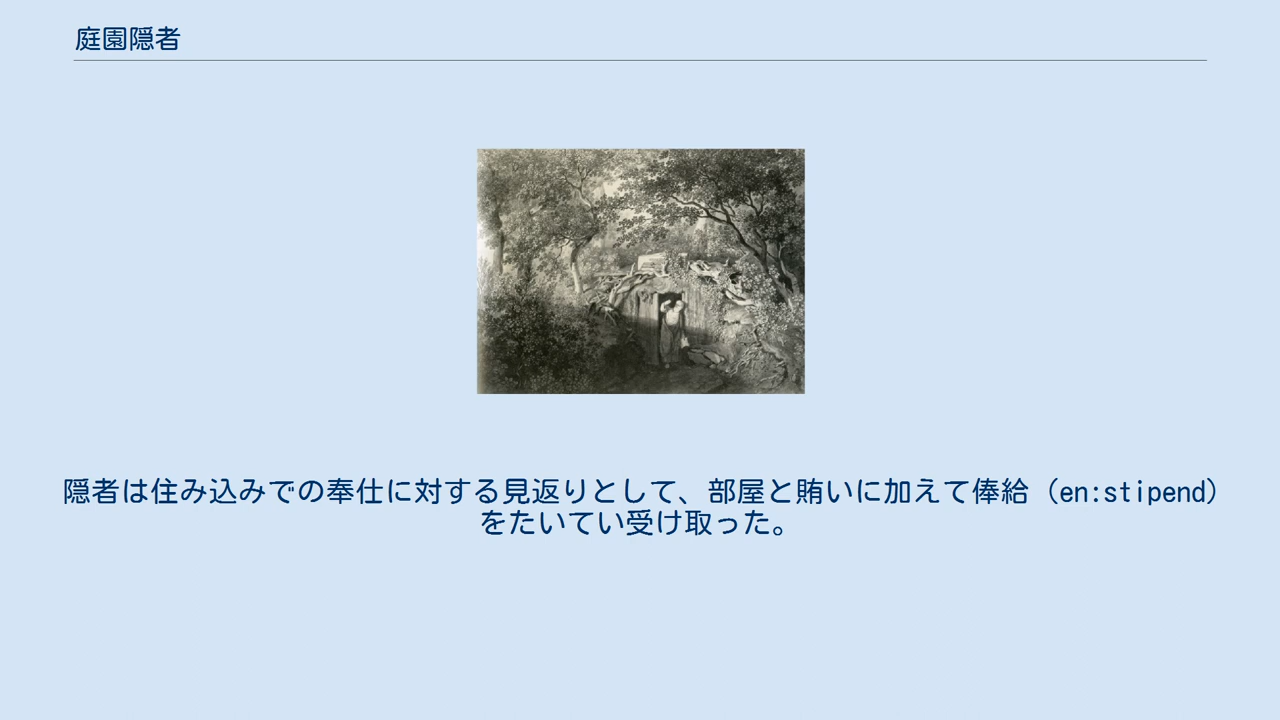 庭園隠者
隠者は住み込みでの奉仕に対する見返りとして、部屋と賄いに加えて俸給（en:stipend）
をたいてい受け取った。